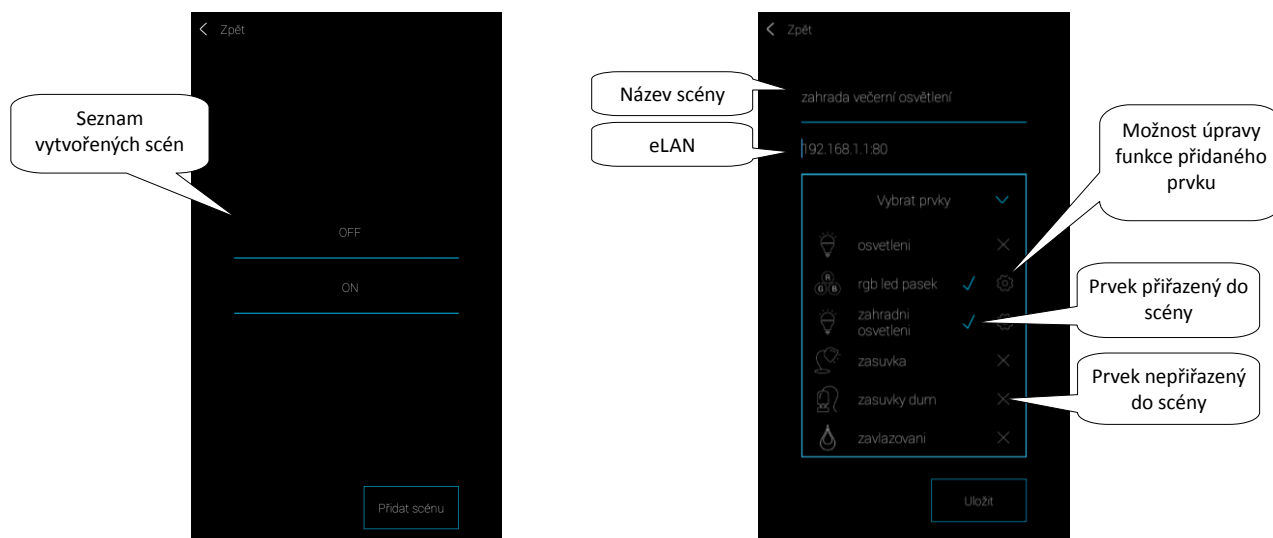 Zpět
Seznam
vytvořených scén
OFF
ON
Přidat scénu
Zpět
Název scény
zahrada večerní osvětlení
eLAN
192.168.1.1:80
Možnost úpravy
funkce přidaného
prvku
Vybrat prvky
osvetleni
R
G B
rgb led pasek
zahradni
osvetleni
Prvek přiřazený do
scény
zasuvka
zasuvky dum
Prvek nepřiřazený
do scény
zavlazovani
Uložit